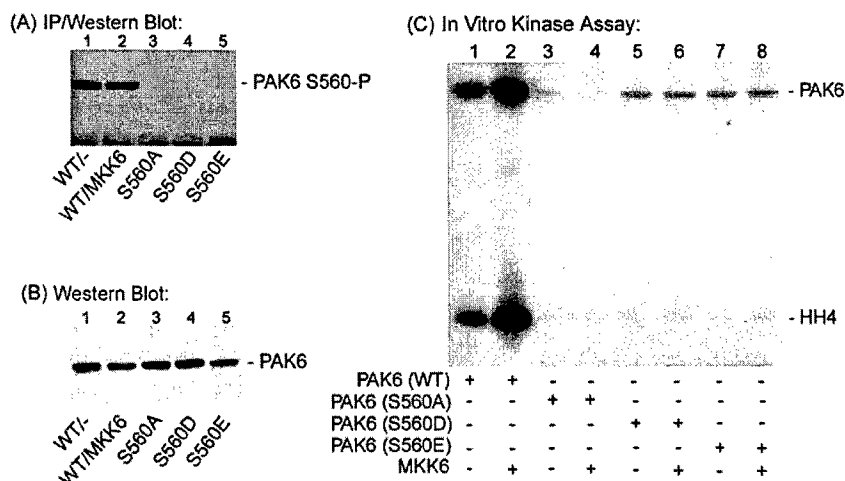 (A) IP/Western Blot:
1 2 3 4 5
- PAK6 S560-P
WT/-
WT/MKK6
S560A
S560D
S560E
(B) Western Blot:
1 2 3 4 5
- PAK6
WT/-
WT/MKK6
S560A
S560D
S560E
(C) In Vitro Kinase Assay:
1 2 3 4 5 6 7 8
- PAK6
- HH4
PAK6 (WT) + + - - - - - -
PAK6 (S560A) - - + + - - - -
PAK6 (S560D) - - - - + + - -
PAK6 (S560E) - - - - - - + +
MKK6 - + - + - + - +